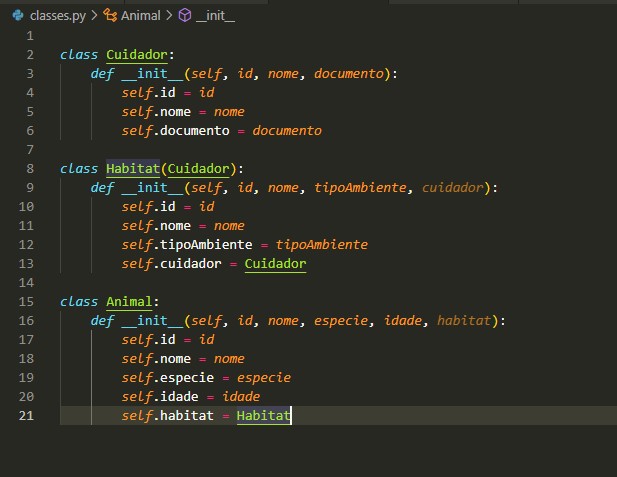 classes.py > Animal > __init__
1
2 class Cuidador:
3     def __init__(self, id, nome, documento):
4         self.id = id
5         self.nome = nome
6         self.documento = documento
7
8 class Habitat(Cuidador):
9     def __init__(self, id, nome, tipoAmbiente, cuidador):
10         self.id = id
11         self.nome = nome
12         self.tipoAmbiente = tipoAmbiente
13         self.cuidador = Cuidador
14
15 class Animal:
16     def __init__(self, id, nome, especie, idade, habitat):
17         self.id = id
18         self.nome = nome
19         self.especie = especie
20         self.idade = idade
21         self.habitat = Habitat